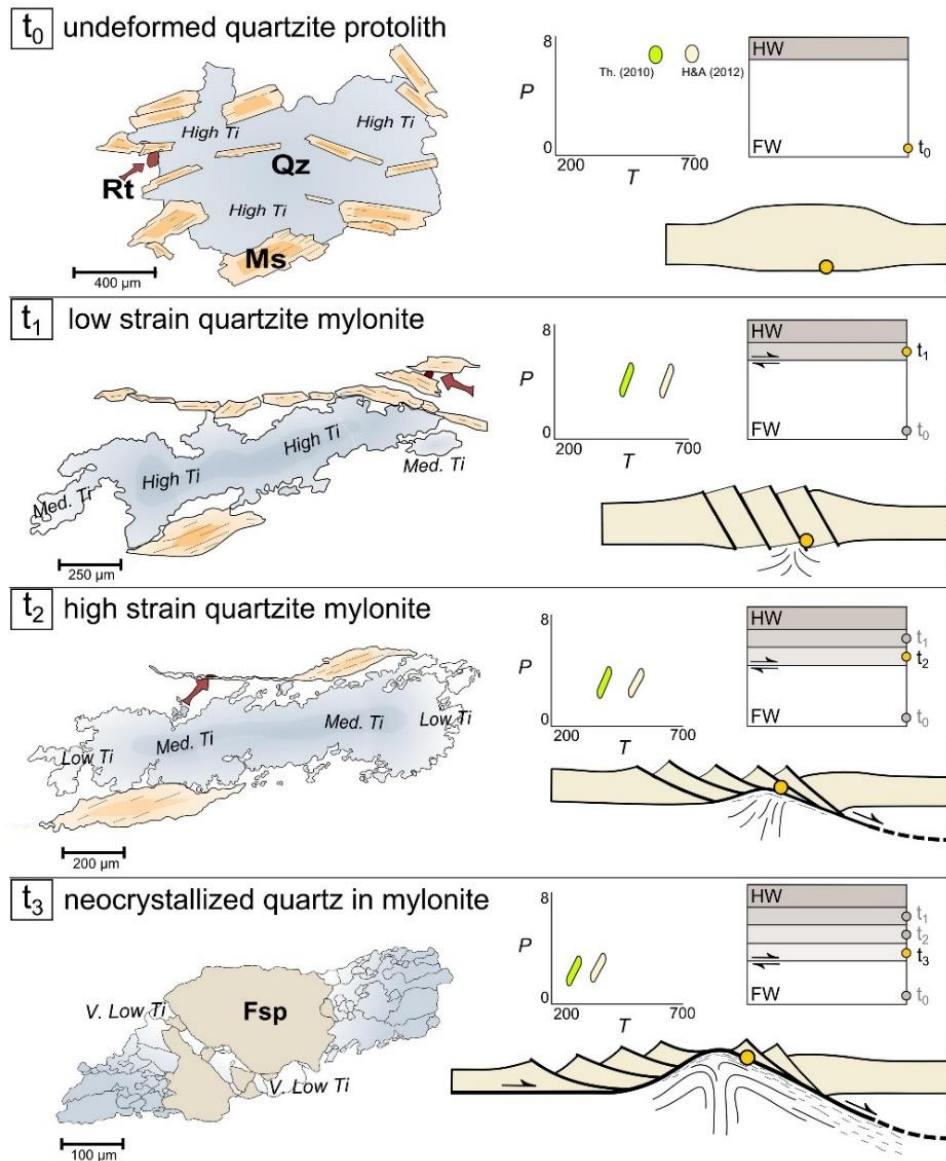 t0 undeformed quartzite protolith
High Ti
High Ti
Rt
Qz
High Ti
Ms
400 µm
8
P
0
200
700
T
Th. (2010)
H&A (2012)
HW
FW
t0
t1 low strain quartzite mylonite
High Ti
High Ti
Med. Ti
Med. Ti
250 µm
8
P
0
200
700
T
HW
t1
FW
t0
t2 high strain quartzite mylonite
Med. Ti
Low Ti
Low Ti
Med. Ti
200 µm
8
P
0
200
700
T
HW
t1
t2
FW
t0
t3 neocrystallized quartz in mylonite
V. Low Ti
Fsp
V. Low Ti
100 µm
8
P
0
200
700
T
HW
t1
t2
t3
FW
t0